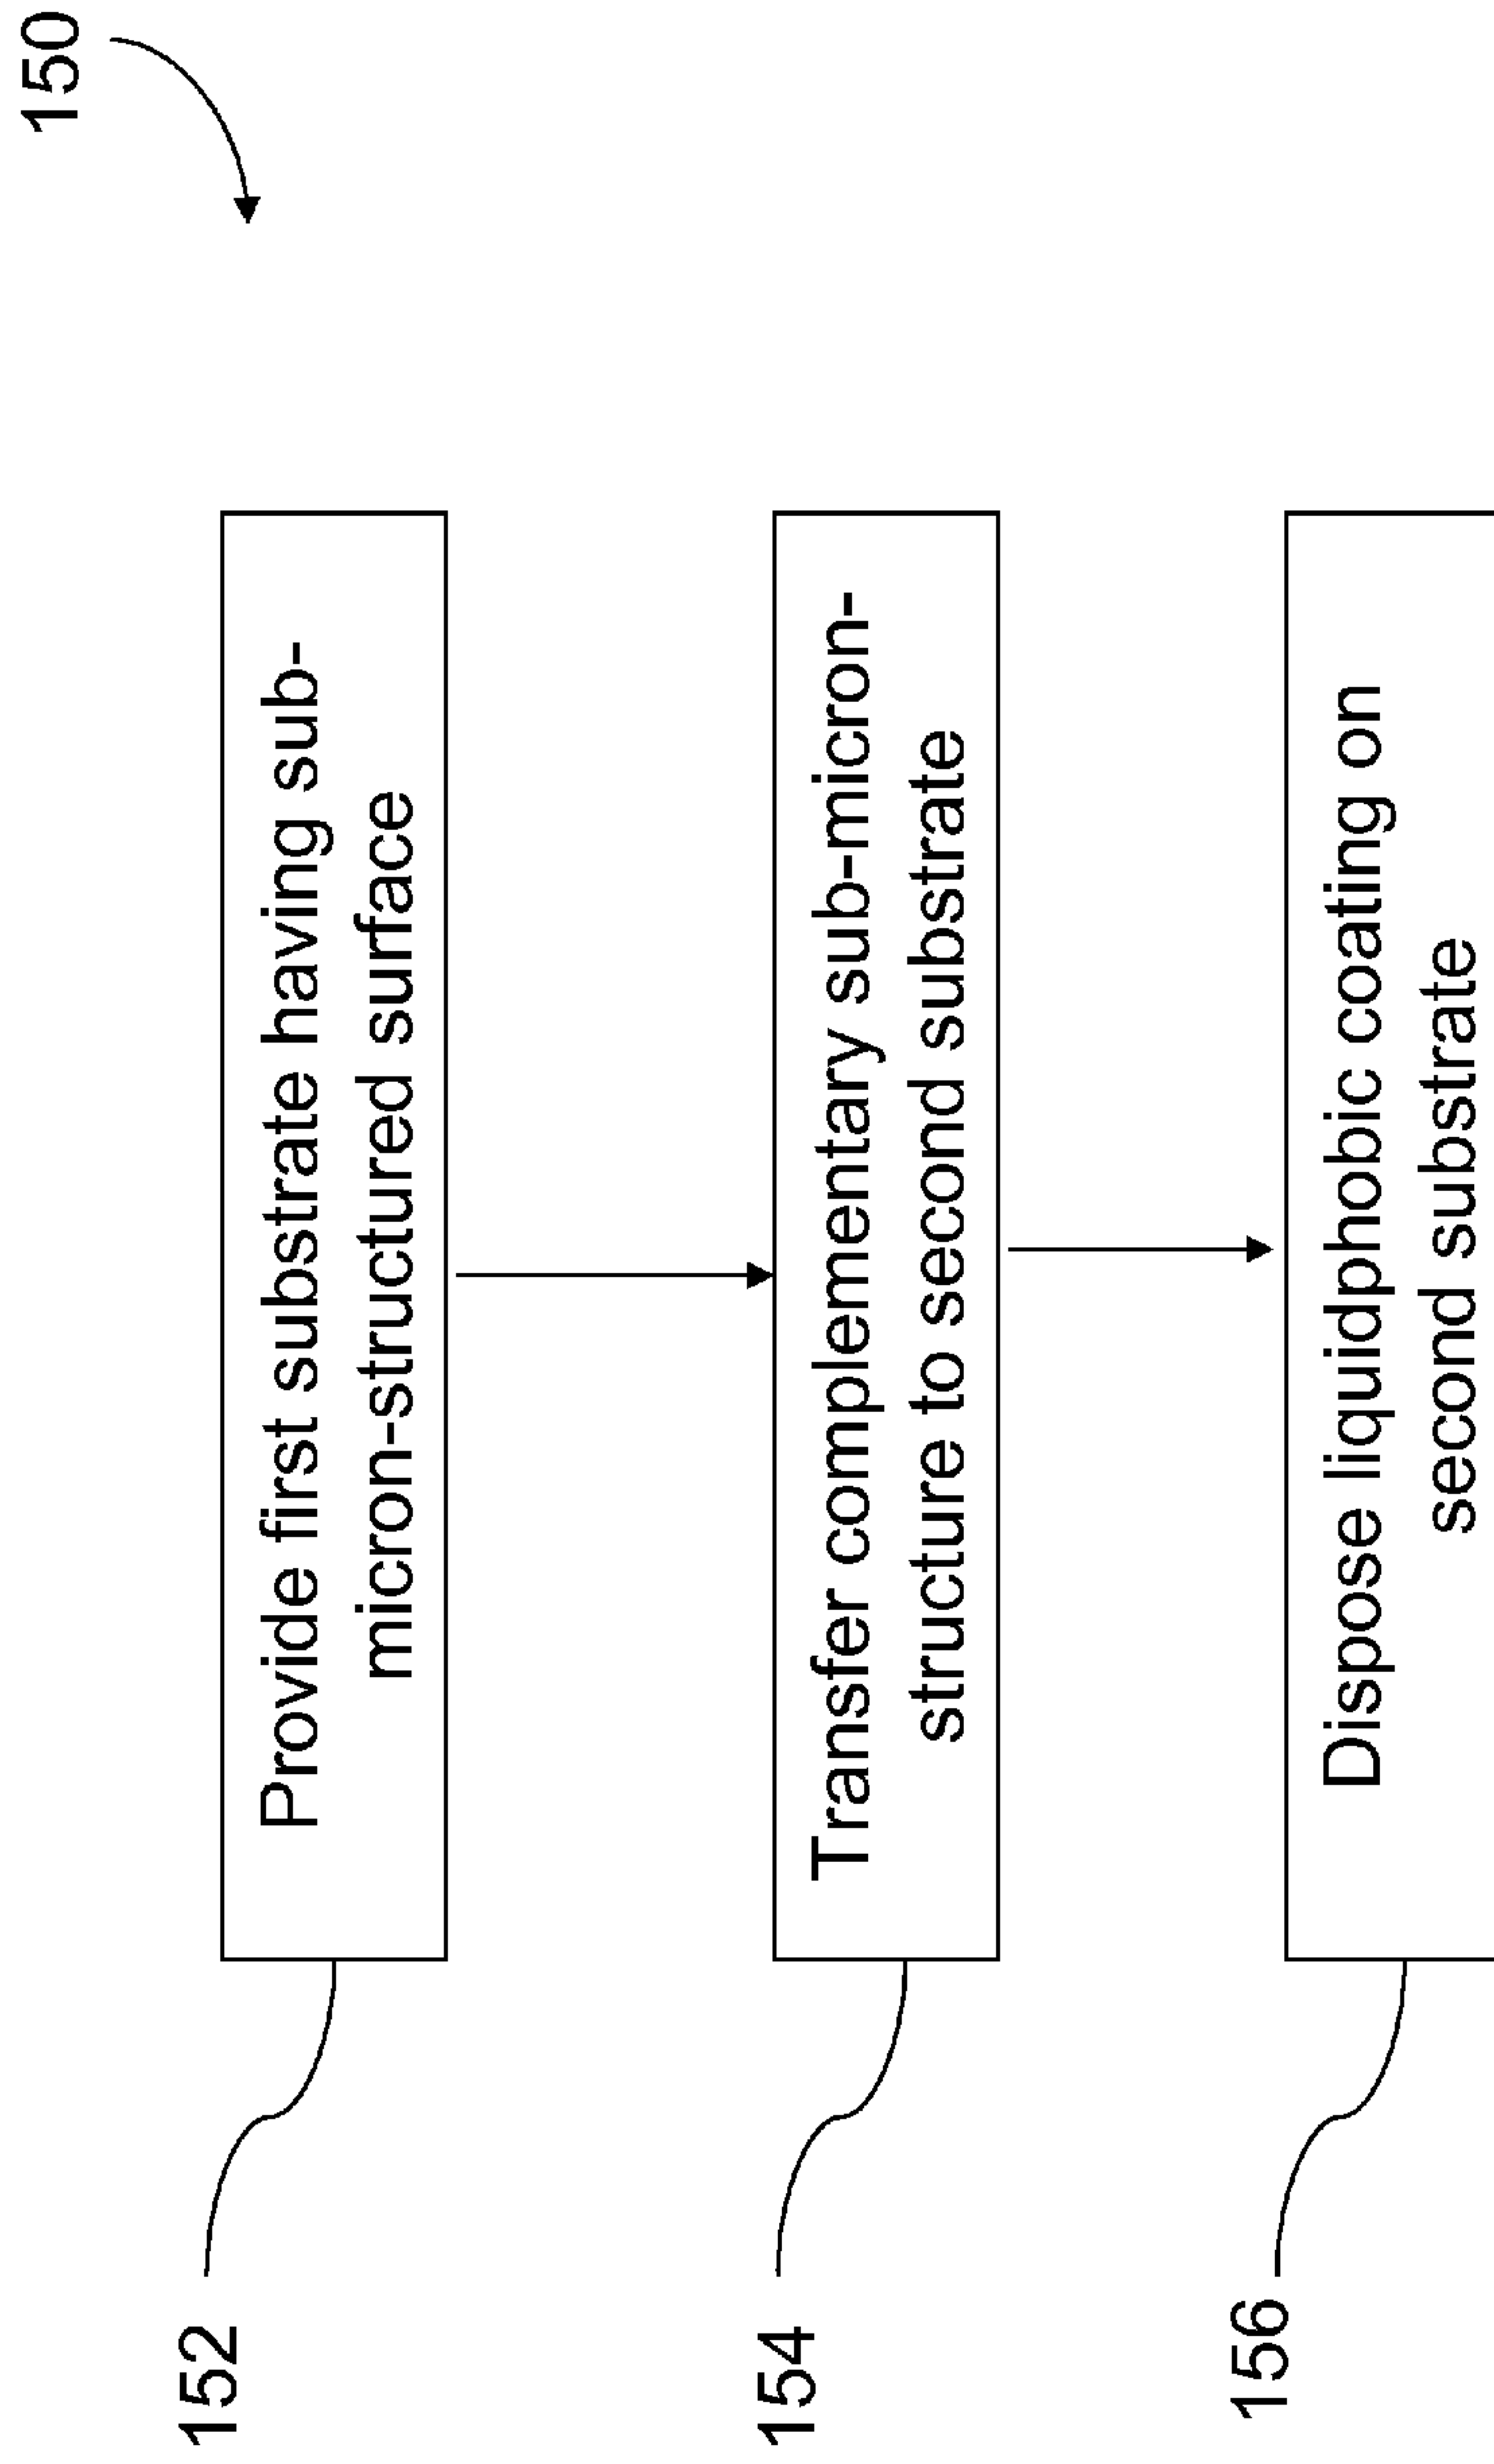 150
152
Provide first substrate having sub-
micron-structured surface
154
Transfer complementary sub-micron-
structure to second substrate
156
Dispose liquidphobic coating on
second substrate